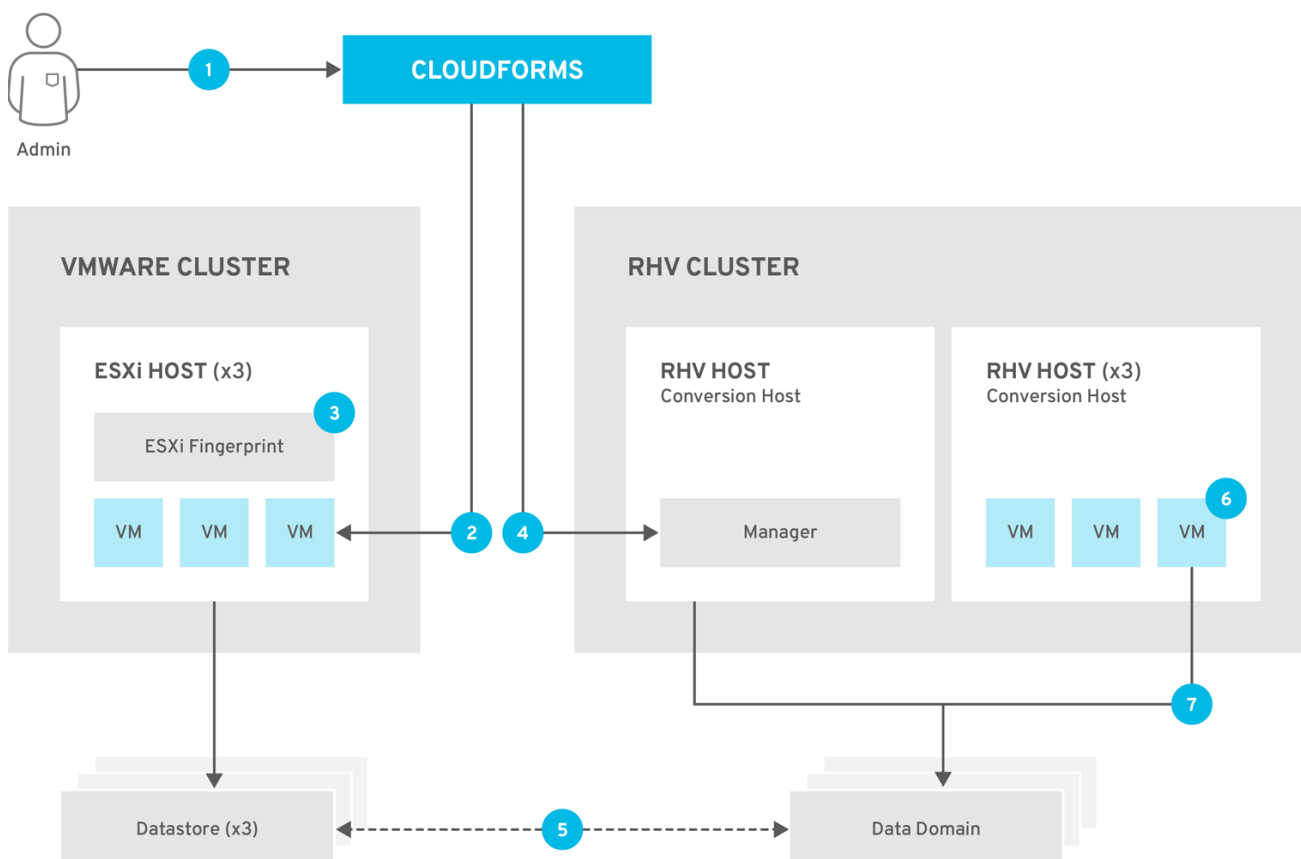 1
CLOUDFORMS
Admin
VMWARE CLUSTER
RHV CLUSTER
ESXi HOST (x3)
3
ESXi Fingerprint
VM
VM
VM
2
4
RHV HOST
Conversion Host
Manager
RHV HOST (x3)
Conversion Host
6
VM
VM
VM
7
Datastore (x3)
5
Data Domain